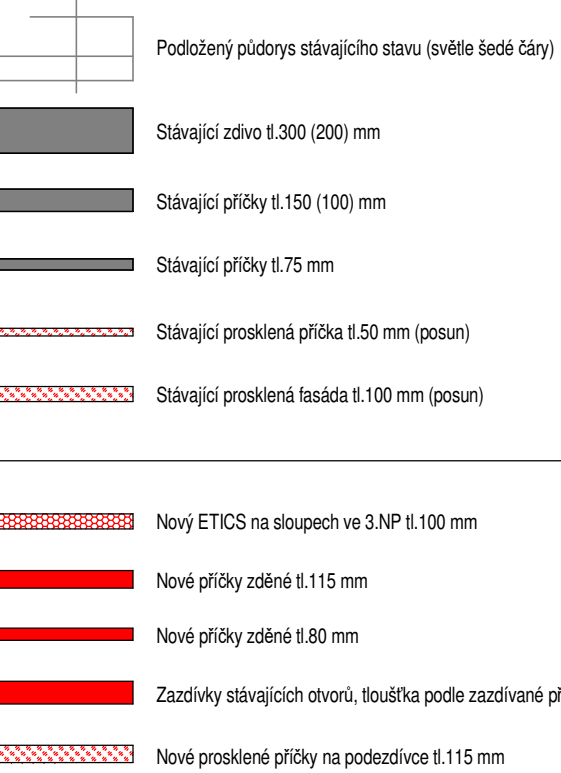 Podložený půdorys stávajícího stavu (světle šedé čáry)
Stávající zdivo tl.300 (200) mm
Stávající příčky tl.150 (100) mm
Stávající příčky tl.75 mm
Stávající prosklená příčka tl.50 mm (posun)
Stávající prosklená fasáda tl.100 mm (posun)
Nový ETICS na sloupech ve 3.NP tl.100 mm
Nové příčky zděné tl.115 mm
Nové příčky zděné tl.80 mm
Zazdívky stávajících otvorů, tloušťka podle zazdívané př
Nové prosklené příčky na podezdívce tl.115 mm